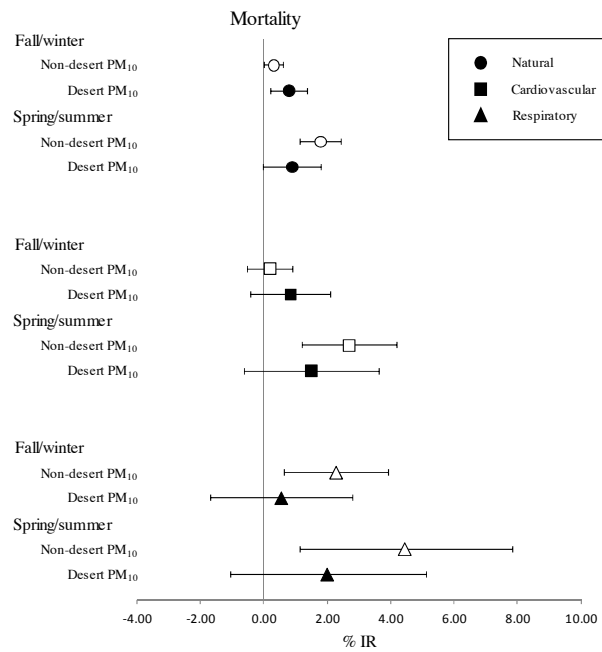 Mortality
Fall/winter
Non-desert PM10
Desert PM10
Spring/summer
Non-desert PM10
Desert PM10
Fall/winter
Non-desert PM10
Desert PM10
Spring/summer
Non-desert PM10
Desert PM10
Fall/winter
Non-desert PM10
Desert PM10
Spring/summer
Non-desert PM10
Desert PM10
Natural
Cardiovascular
Respiratory
-4.00 0.00 2.00 4.00 6.00 8.00 10.00
% IR